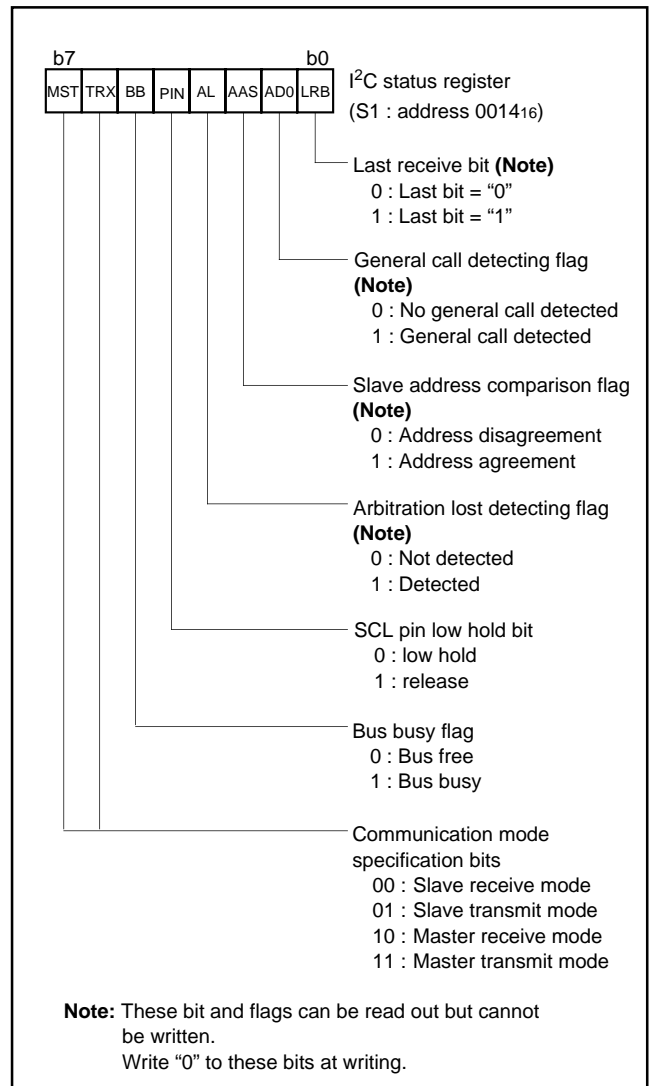 b7 b0
MST TRX BB PIN AL AAS AD0 LRB
I²C status register
(S1 : address 0014₁₆)
Last receive bit (Note)
0 : Last bit = “0”
1 : Last bit = “1”
General call detecting flag
(Note)
0 : No general call detected
1 : General call detected
Slave address comparison flag
(Note)
0 : Address disagreement
1 : Address agreement
Arbitration lost detecting flag
(Note)
0 : Not detected
1 : Detected
SCL pin low hold bit
0 : low hold
1 : release
Bus busy flag
0 : Bus free
1 : Bus busy
Communication mode
specification bits
00 : Slave receive mode
01 : Slave transmit mode
10 : Master receive mode
11 : Master transmit mode
Note: These bit and flags can be read out but cannot
be written.
Write “0” to these bits at writing.